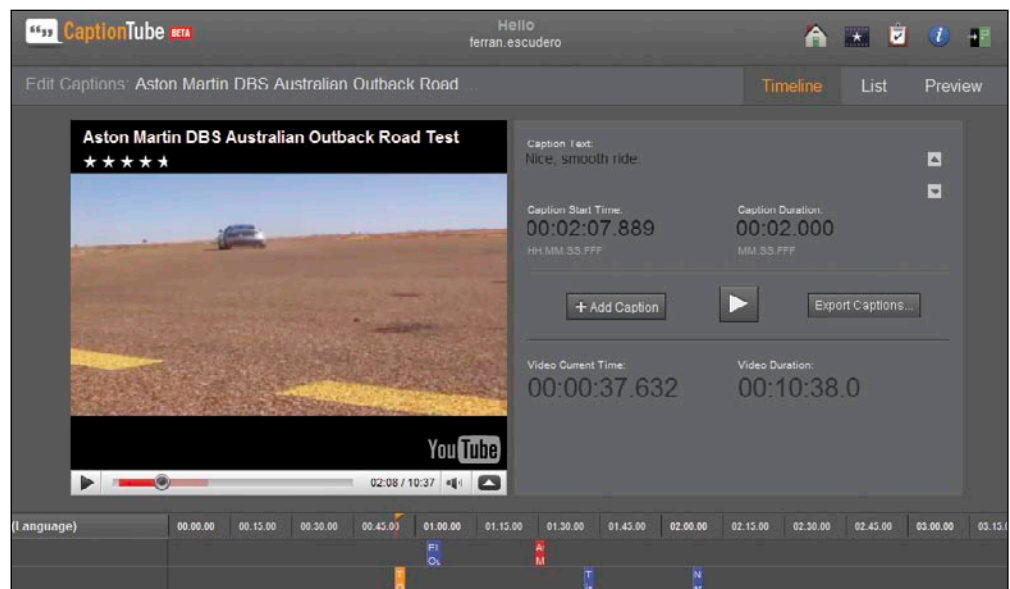 CaptionTube BETA
Hello
ferran.escudero
Edit Captions: Aston Martin DBS Australian Outback Road ...
Timeline List Preview
Aston Martin DBS Australian Outback Road Test
Caption Text:
Nice, smooth ride.
Caption Start Time: Caption Duration:
00:02:07.889 00:02.000
HH.MM.SS.FFF MM.SS.FFF
+ Add Caption Export Captions...
Video Current Time: Video Duration:
00:00:37.632 00:10:38.0
You Tube
02:08 / 10:37
(Language) 00.00.00 00.15.00 00.30.00 00.45.00 01.00.00 01.15.00 01.30.00 01.45.00 02.00.00 02.15.00 02.30.00 02.45.00 03.00.00